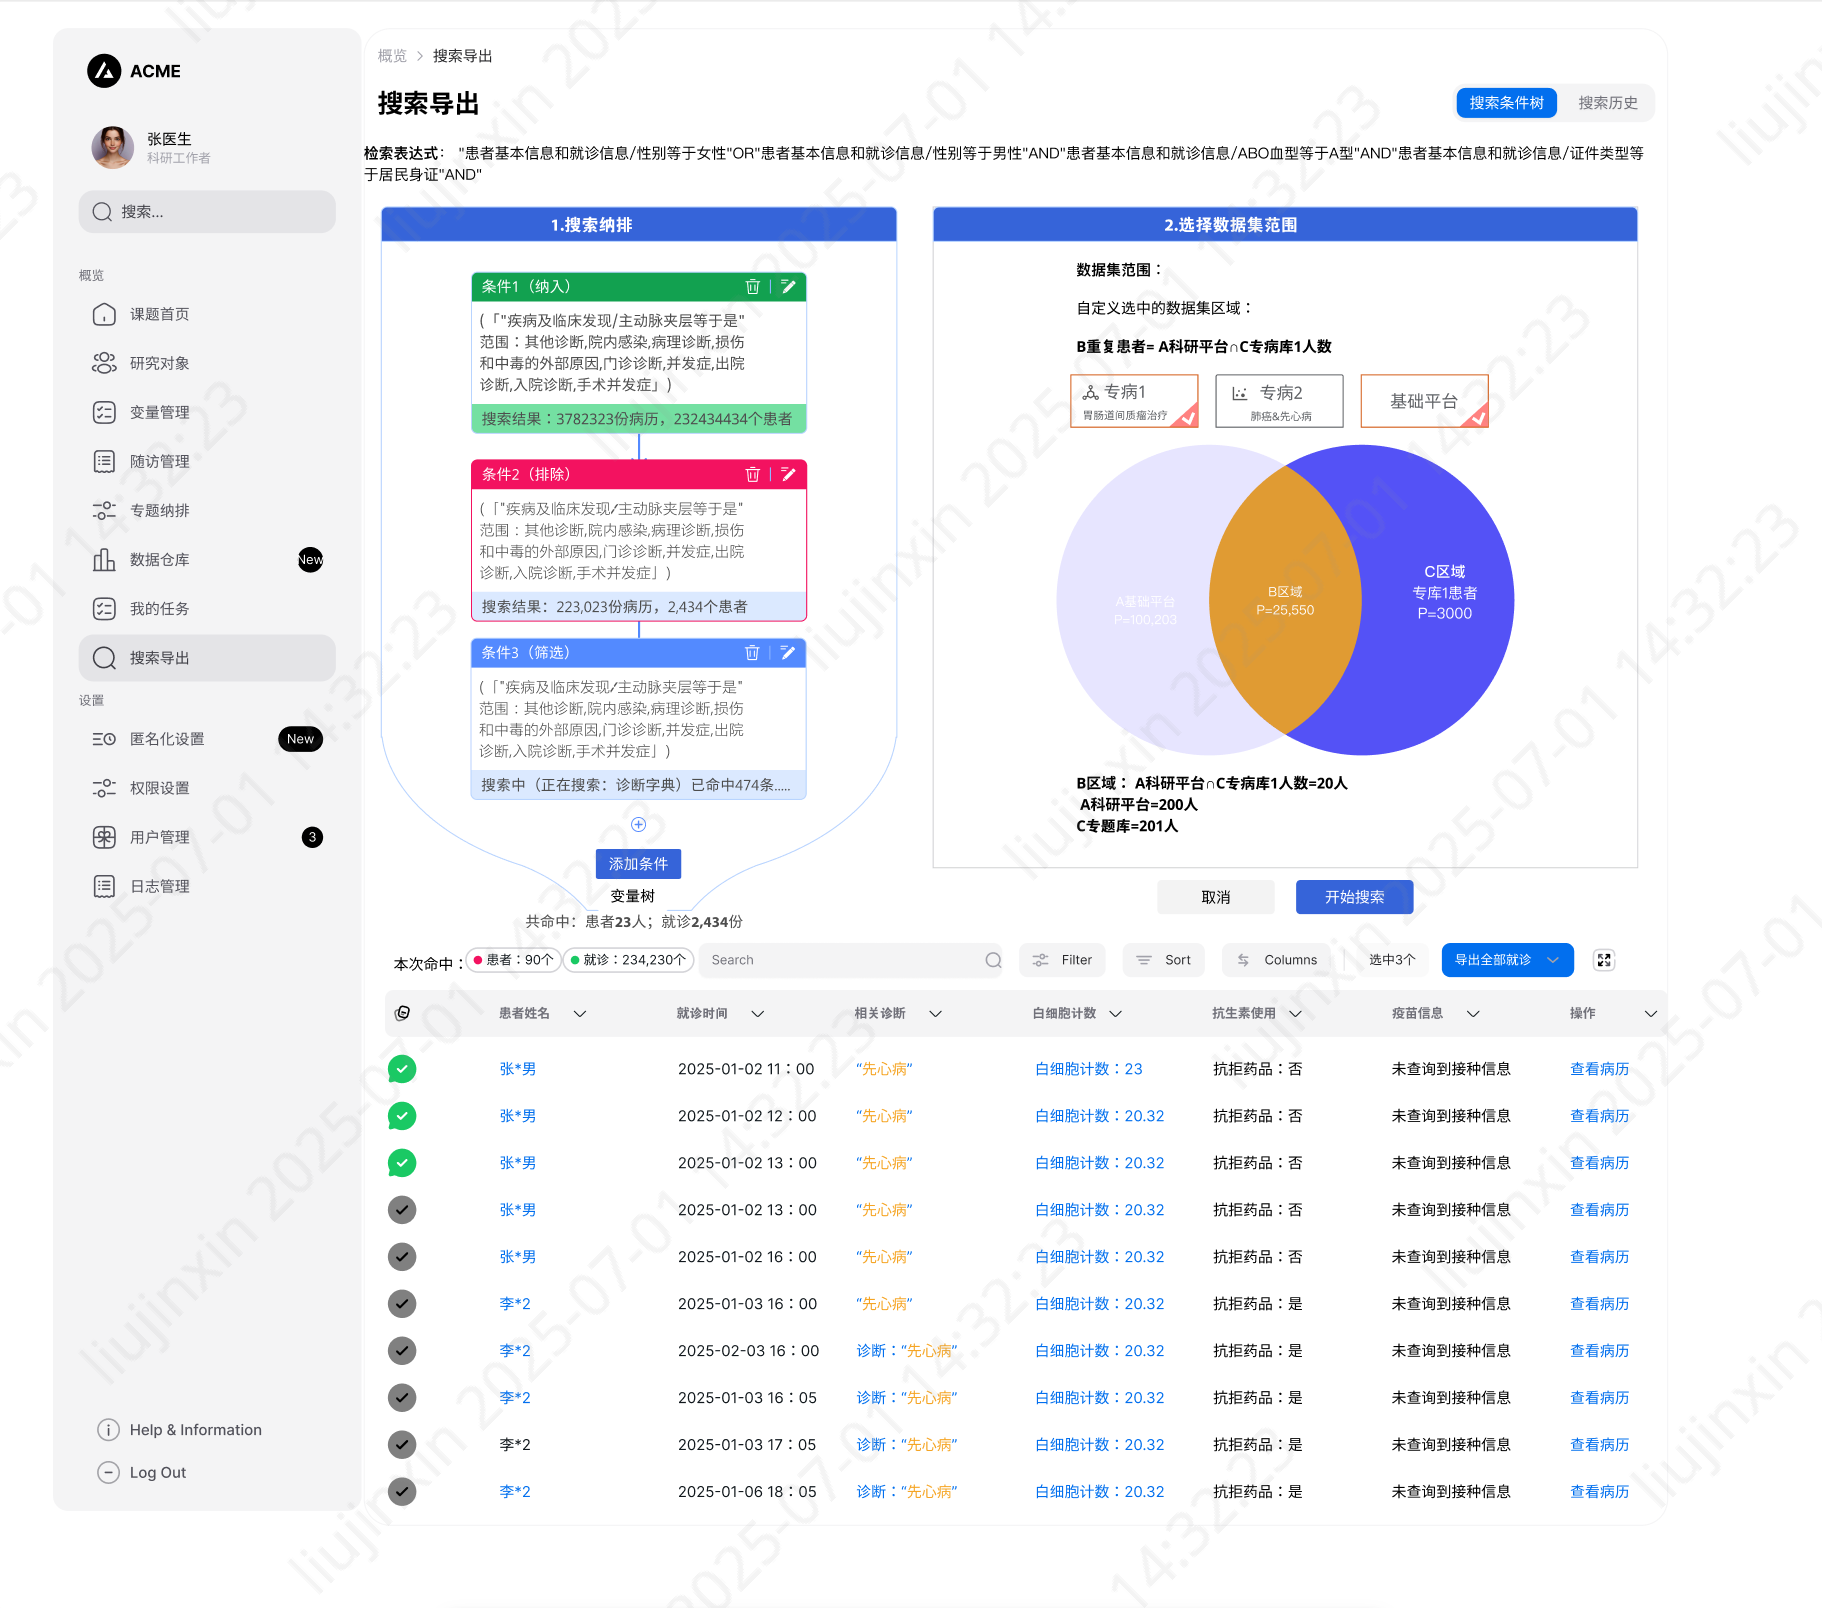 ACME
张医生
科研工作者
搜索...
概览
课题首页
研究对象
变量管理
随访管理
专题纳排
数据仓库
New
我的任务
搜索导出
设置
匿名化设置
New
权限设置
用户管理
3
日志管理
Help & Information
Log Out
概览 > 搜索导出
搜索导出
搜索条件树
搜索历史
检索表达式： "患者基本信息和就诊信息/性别等于女性"OR"患者基本信息和就诊信息/性别等于男性"AND"患者基本信息和就诊信息/ABO血型等于A型"AND"患者基本信息和就诊信息/证件类型等
于居民身证"AND"
1.搜索纳排
条件1（纳入）
(「"疾病及临床发现/主动脉夹层等于是"
范围：其他诊断,院内感染,病理诊断,损伤
和中毒的外部原因,门诊诊断,并发症,出院
诊断,入院诊断,手术并发症」)
搜索结果：3782323份病历，232434434个患者
条件2（排除）
(「"疾病及临床发现/主动脉夹层等于是"
范围：其他诊断,院内感染,病理诊断,损伤
和中毒的外部原因,门诊诊断,并发症,出院
诊断,入院诊断,手术并发症」)
搜索结果：223,023份病历，2,434个患者
条件3（筛选）
(「"疾病及临床发现/主动脉夹层等于是"
范围：其他诊断,院内感染,病理诊断,损伤
和中毒的外部原因,门诊诊断,并发症,出院
诊断,入院诊断,手术并发症」)
搜索中（正在搜索：诊断字典）已命中474条.....
添加条件
变量树
共命中：患者23人；就诊2,434份
2.选择数据集范围
数据集范围：
自定义选中的数据集区域：
B重复患者= A科研平台∩C专病库1人数
专病1
胃肠道间质瘤治疗
专病2
肺癌&先心病
基础平台
A基础平台
P=100,203
B区域
P=25,550
C区域
专库1患者
P=3000
B区域： A科研平台∩C专病库1人数=20人
A科研平台=200人
C专题库=201人
取消
开始搜索
本次命中：
患者：90个
就诊：234,230个
Search
Filter
Sort
Columns
选中3个
导出全部就诊
患者姓名 就诊时间 相关诊断 白细胞计数 抗生素使用 疫苗信息 操作
张*男 2025-01-02 11：00 “先心病” 白细胞计数：23 抗拒药品：否 未查询到接种信息 查看病历
张*男 2025-01-02 12：00 “先心病” 白细胞计数：20.32 抗拒药品：否 未查询到接种信息 查看病历
张*男 2025-01-02 13：00 “先心病” 白细胞计数：20.32 抗拒药品：否 未查询到接种信息 查看病历
张*男 2025-01-02 13：00 “先心病” 白细胞计数：20.32 抗拒药品：否 未查询到接种信息 查看病历
张*男 2025-01-02 16：00 “先心病” 白细胞计数：20.32 抗拒药品：否 未查询到接种信息 查看病历
李*2 2025-01-03 16：00 “先心病” 白细胞计数：20.32 抗拒药品：是 未查询到接种信息 查看病历
李*2 2025-02-03 16：00 诊断：“先心病” 白细胞计数：20.32 抗拒药品：是 未查询到接种信息 查看病历
李*2 2025-01-03 16：05 诊断：“先心病” 白细胞计数：20.32 抗拒药品：是 未查询到接种信息 查看病历
李*2 2025-01-03 17：05 诊断：“先心病” 白细胞计数：20.32 抗拒药品：是 未查询到接种信息 查看病历
李*2 2025-01-06 18：05 诊断：“先心病” 白细胞计数：20.32 抗拒药品：是 未查询到接种信息 查看病历
liujinxin 2025-07-01 14:32:23